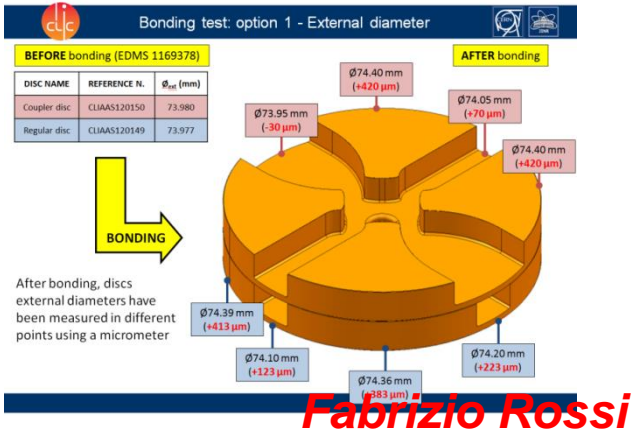 clic
Bonding test: option 1 - External diameter
CERN
BEFORE bonding (EDMS 1169378)
AFTER bonding
DISC NAME REFERENCE N. Øext (mm)
Coupler disc CLIAAS120150 73.980
Regular disc CLIAAS120149 73.977
Ø74.40 mm
(+420 µm)
Ø73.95 mm
(-30 µm)
Ø74.05 mm
(+70 µm)
Ø74.40 mm
(+420 µm)
BONDING
After bonding, discs
external diameters have
been measured in different
points using a micrometer
Ø74.39 mm
(+413 µm)
Ø74.10 mm
(+123 µm)
Ø74.36 mm
(+383 µm)
Ø74.20 mm
(+223 µm)
Fabrizio Rossi